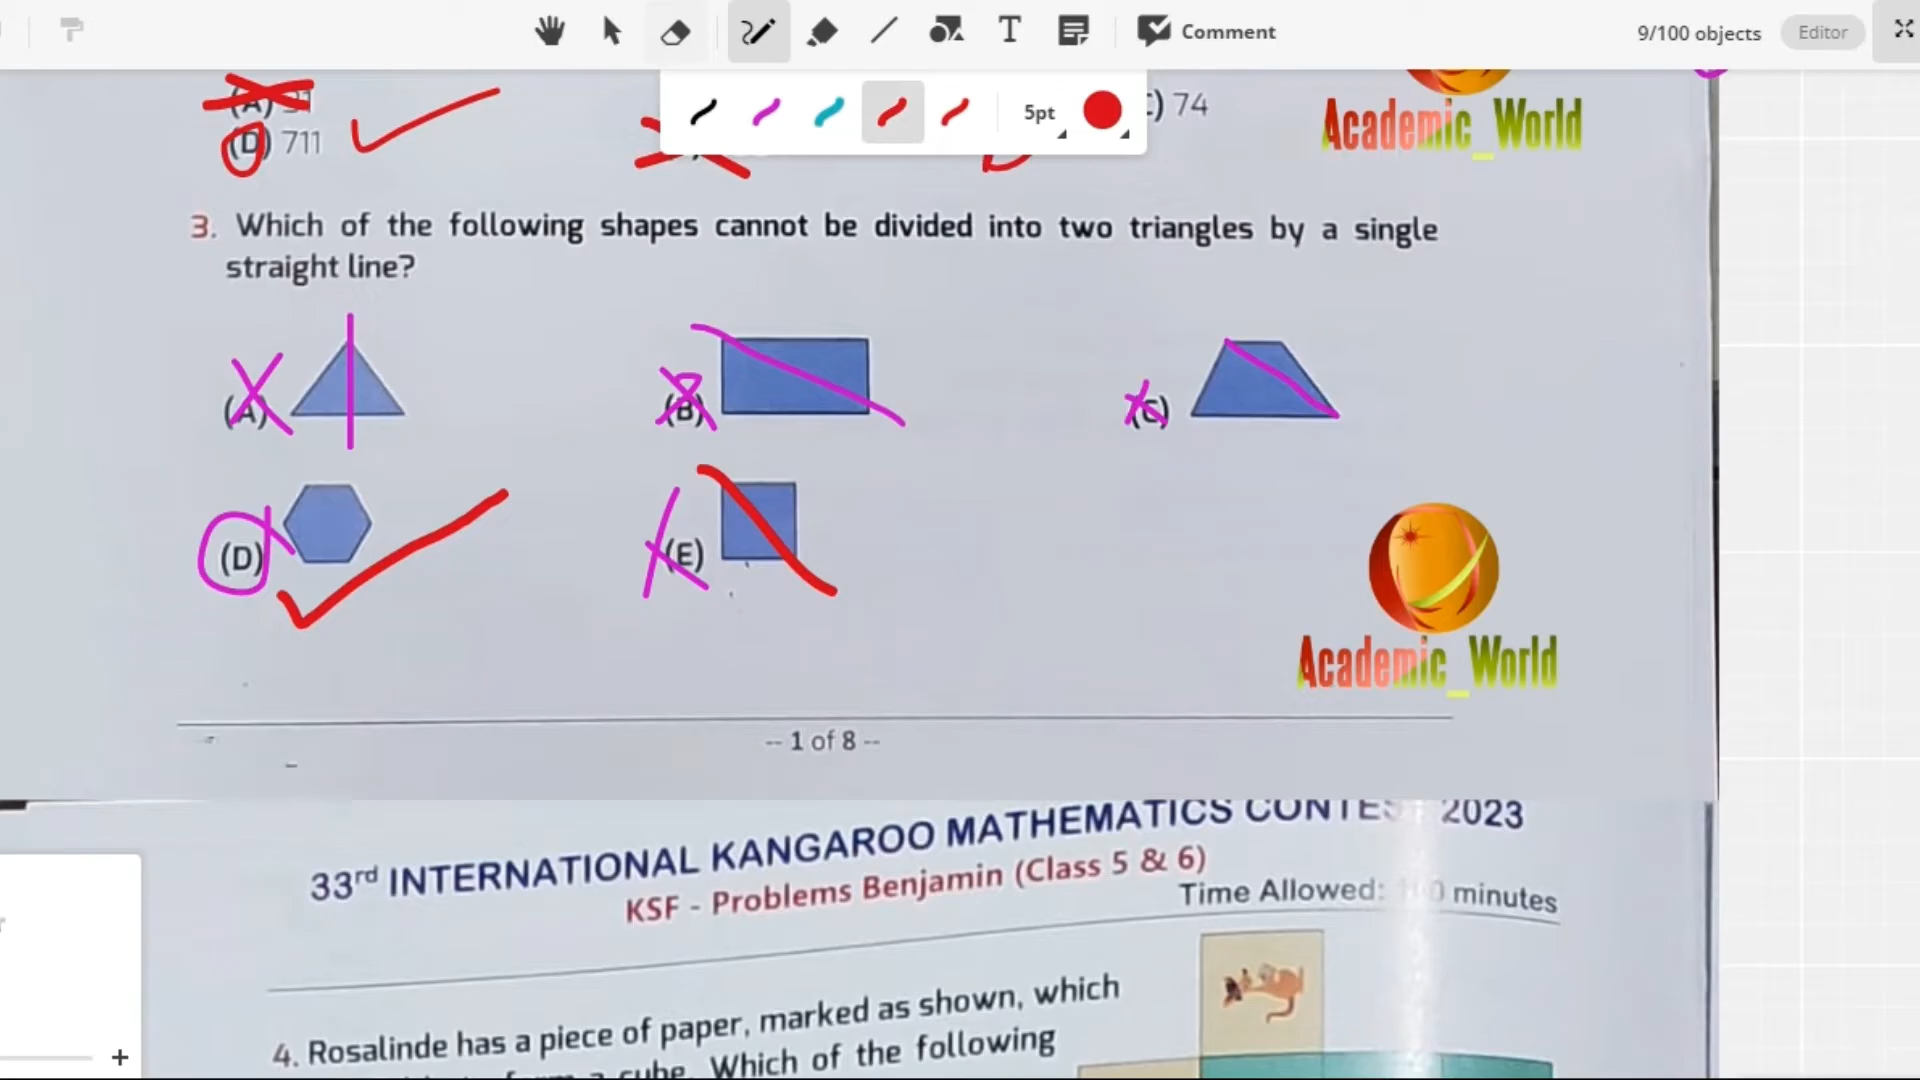 Comment
9/100 objects
Editor
5pt
(A) 31
(D) 711
74
Academic_World
3. Which of the following shapes cannot be divided into two triangles by a single
straight line?
(A)
(B)
(C)
(D)
(E)
Academic_World
-- 1 of 8 --
33rd INTERNATIONAL KANGAROO MATHEMATICS 2023
KSF - Problems Benjamin (Class 5 & 6)
Time Allowed: minutes
4. Rosalinde has a piece of paper, marked as shown, which
a cube. Which of the following